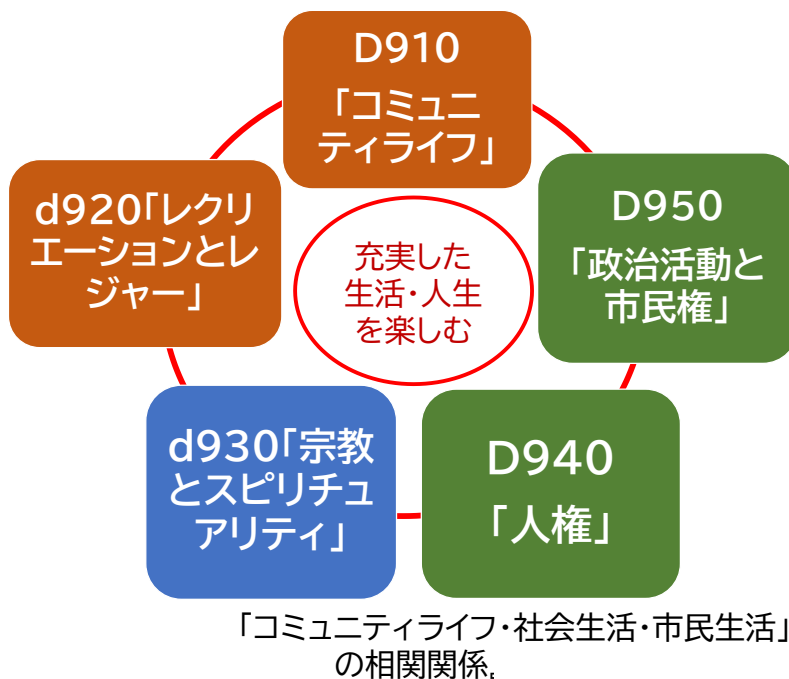 D910
「コミュニ
ティライフ」
D950
「政治活動と
市民権」
D940
「人権」
d930「宗教
とスピリチュ
アリティ」
d920「レクリ
エーションとレ
ジャー」
充実した
生活・人生
を楽しむ
「コミュニティライフ・社会生活・市民生活」
の相関関係。